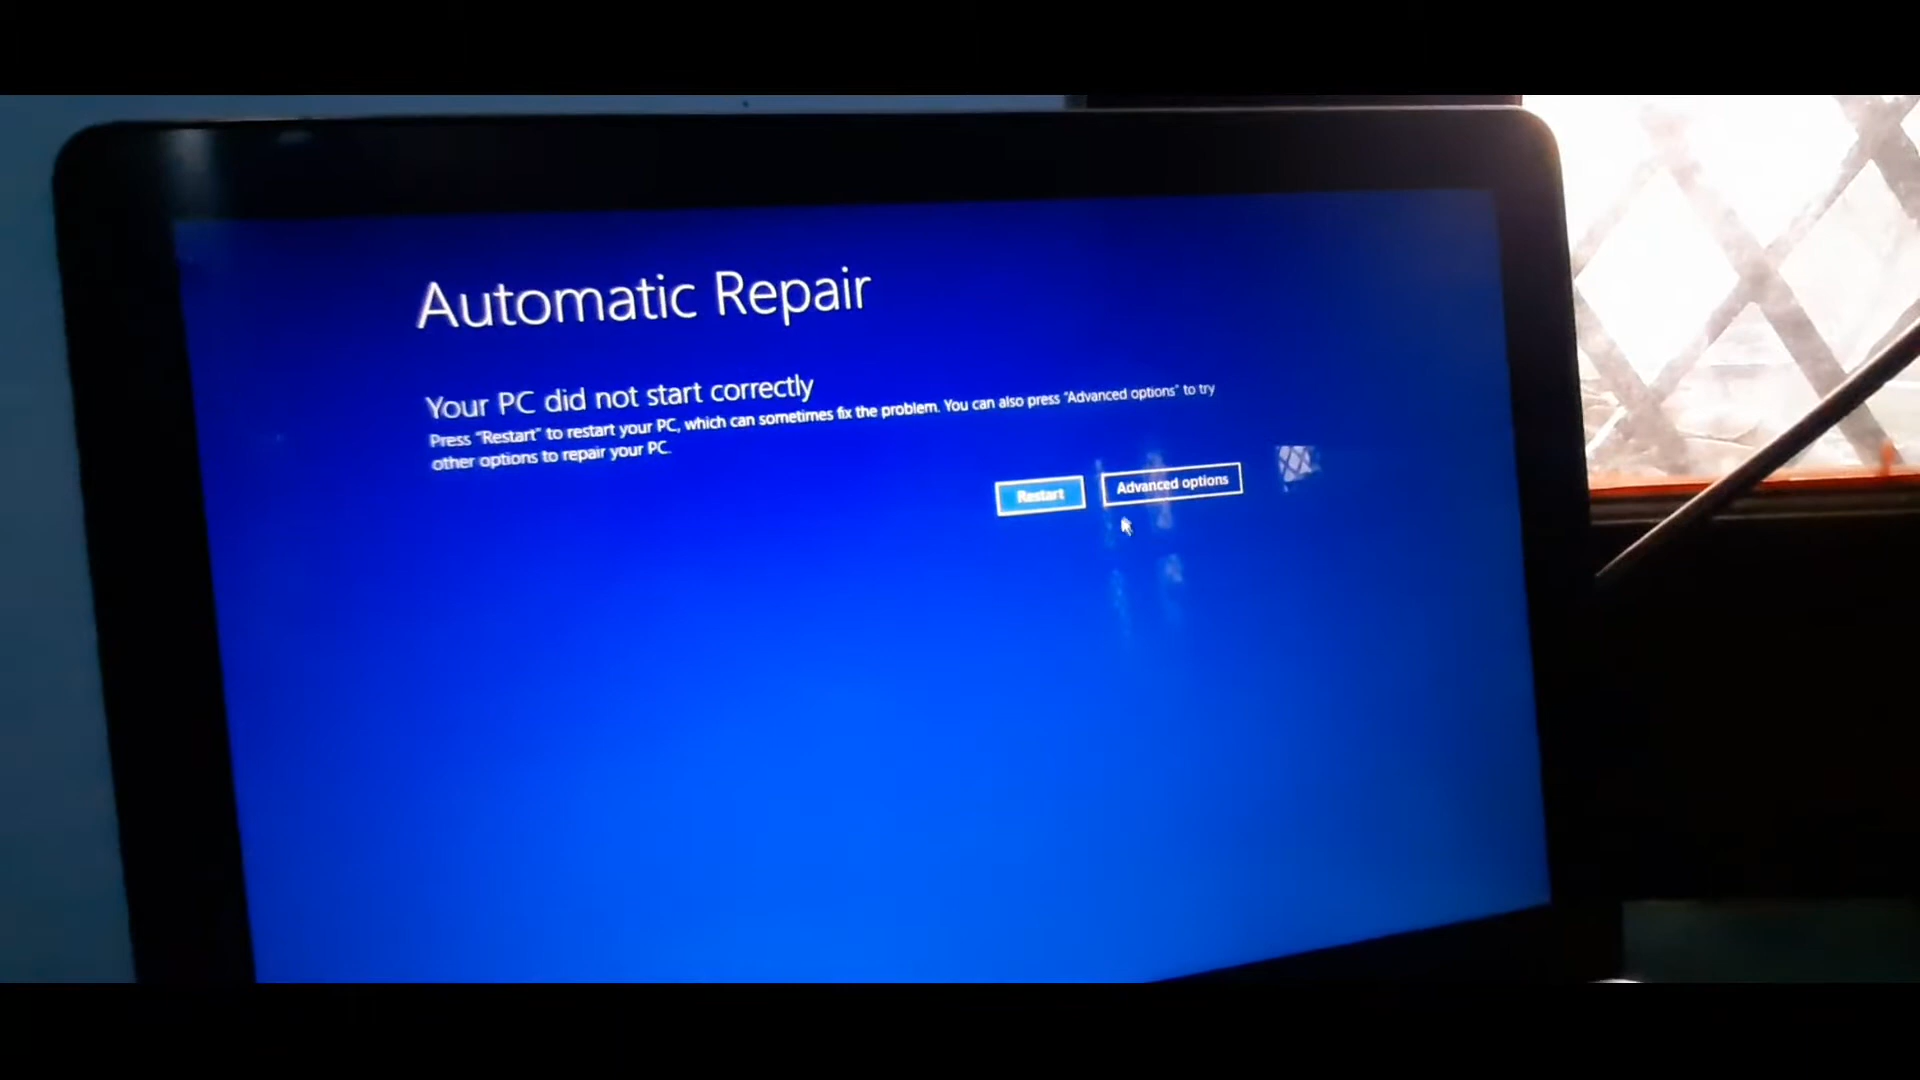 Automatic Repair
Your PC did not start correctly
Press "Restart" to restart your PC, which can sometimes fix the problem. You can also press "Advanced options" to try
other options to repair your PC.
Restart
Advanced options